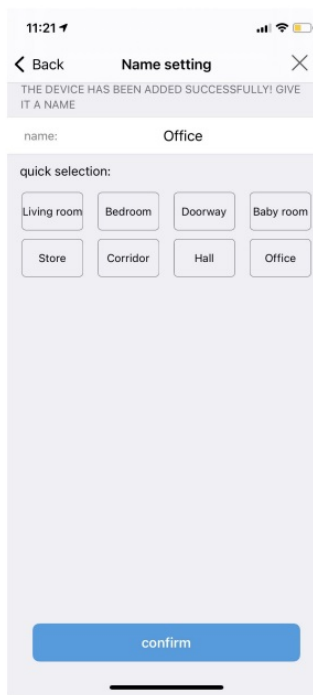 11:21
Back Name setting
THE DEVICE HAS BEEN ADDED SUCCESSFULLY! GIVE
IT A NAME
name: Office
quick selection:
Living room Bedroom Doorway Baby room
Store Corridor Hall Office
confirm